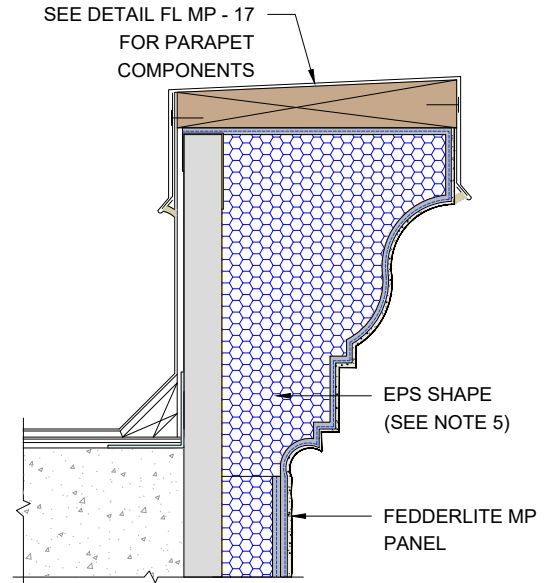 SEE DETAIL FL MP - 17
FOR PARAPET
COMPONENTS
EPS SHAPE
(SEE NOTE 5)
FEDDERLITE MP
PANEL